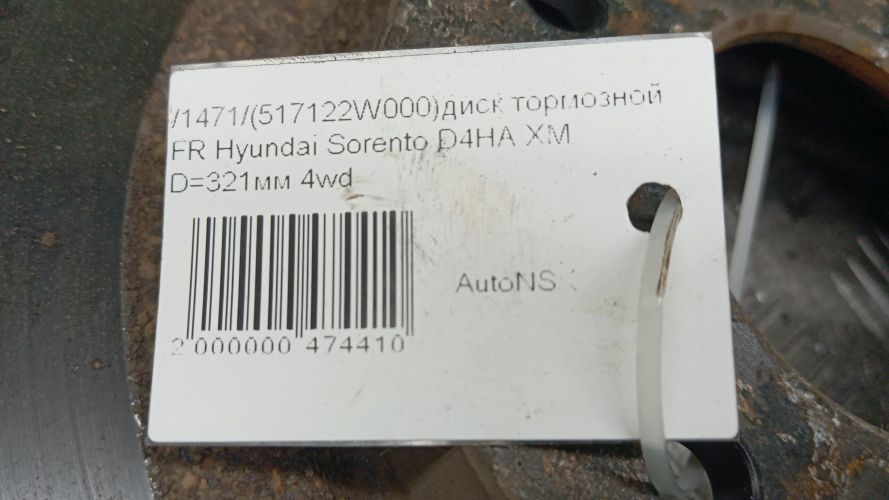 /1471/(517122W000)диск тормозной
FR Hyundai Sorento D4HA XM
D=321мм 4wd
AutoNS
2 000000 474410